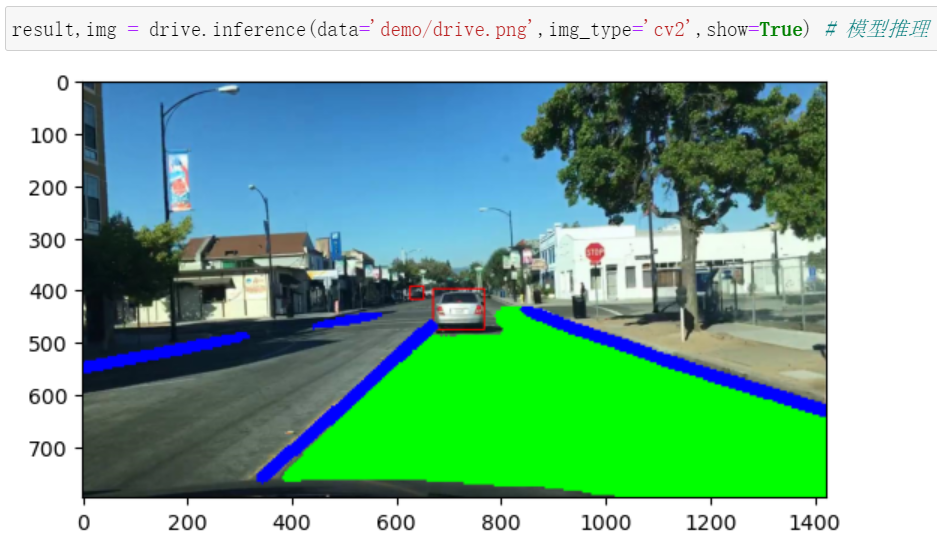 result,img = drive.inference(data='demo/drive.png',img_type='cv2',show=True) # 模型推理
0
100
200
300
400
500
600
700
STOP
0 200 400 600 800 1000 1200 1400